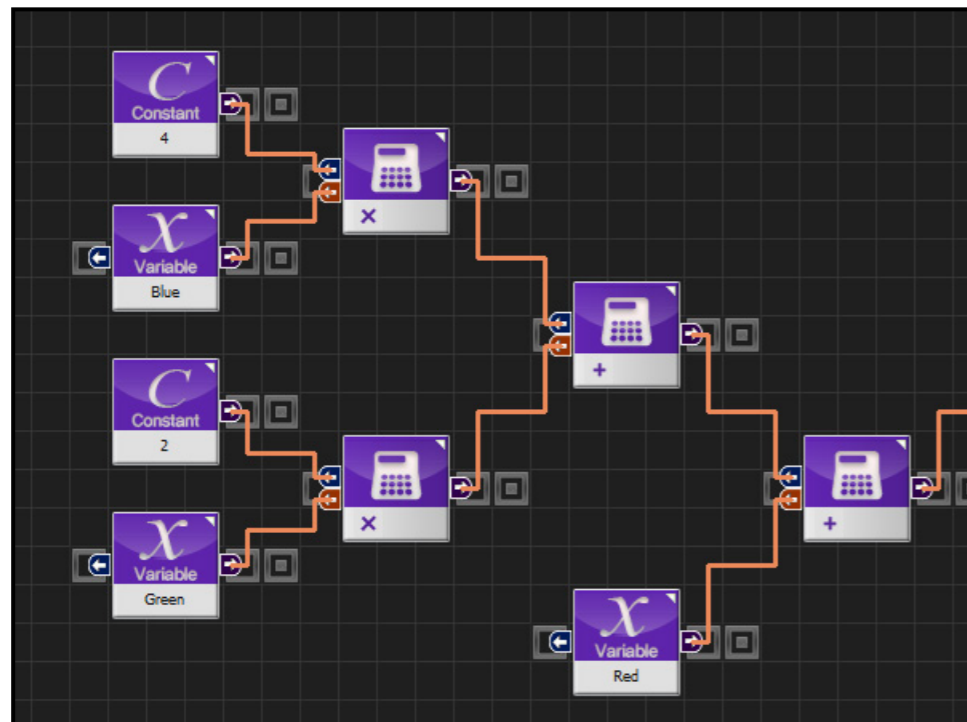 C
Constant
4
×
X
Variable
Blue
+
C
Constant
2
×
+
X
Variable
Green
X
Variable
Red